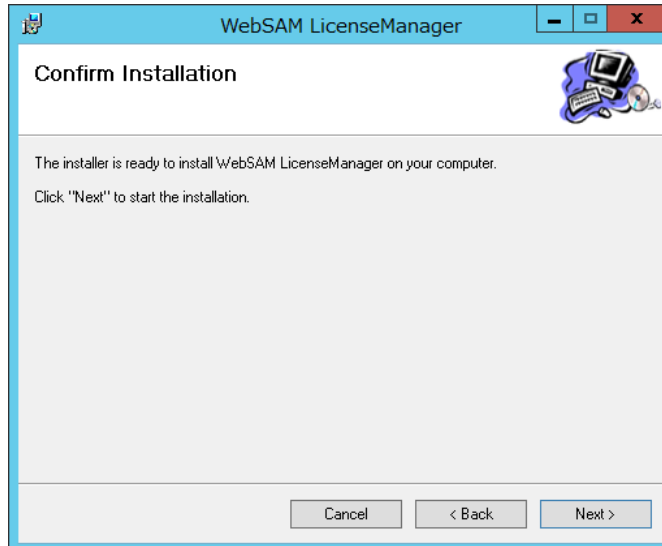 WebSAM LicenseManager
Confirm Installation
The installer is ready to install WebSAM LicenseManager on your computer.
Click "Next" to start the installation.
Cancel
< Back
Next >